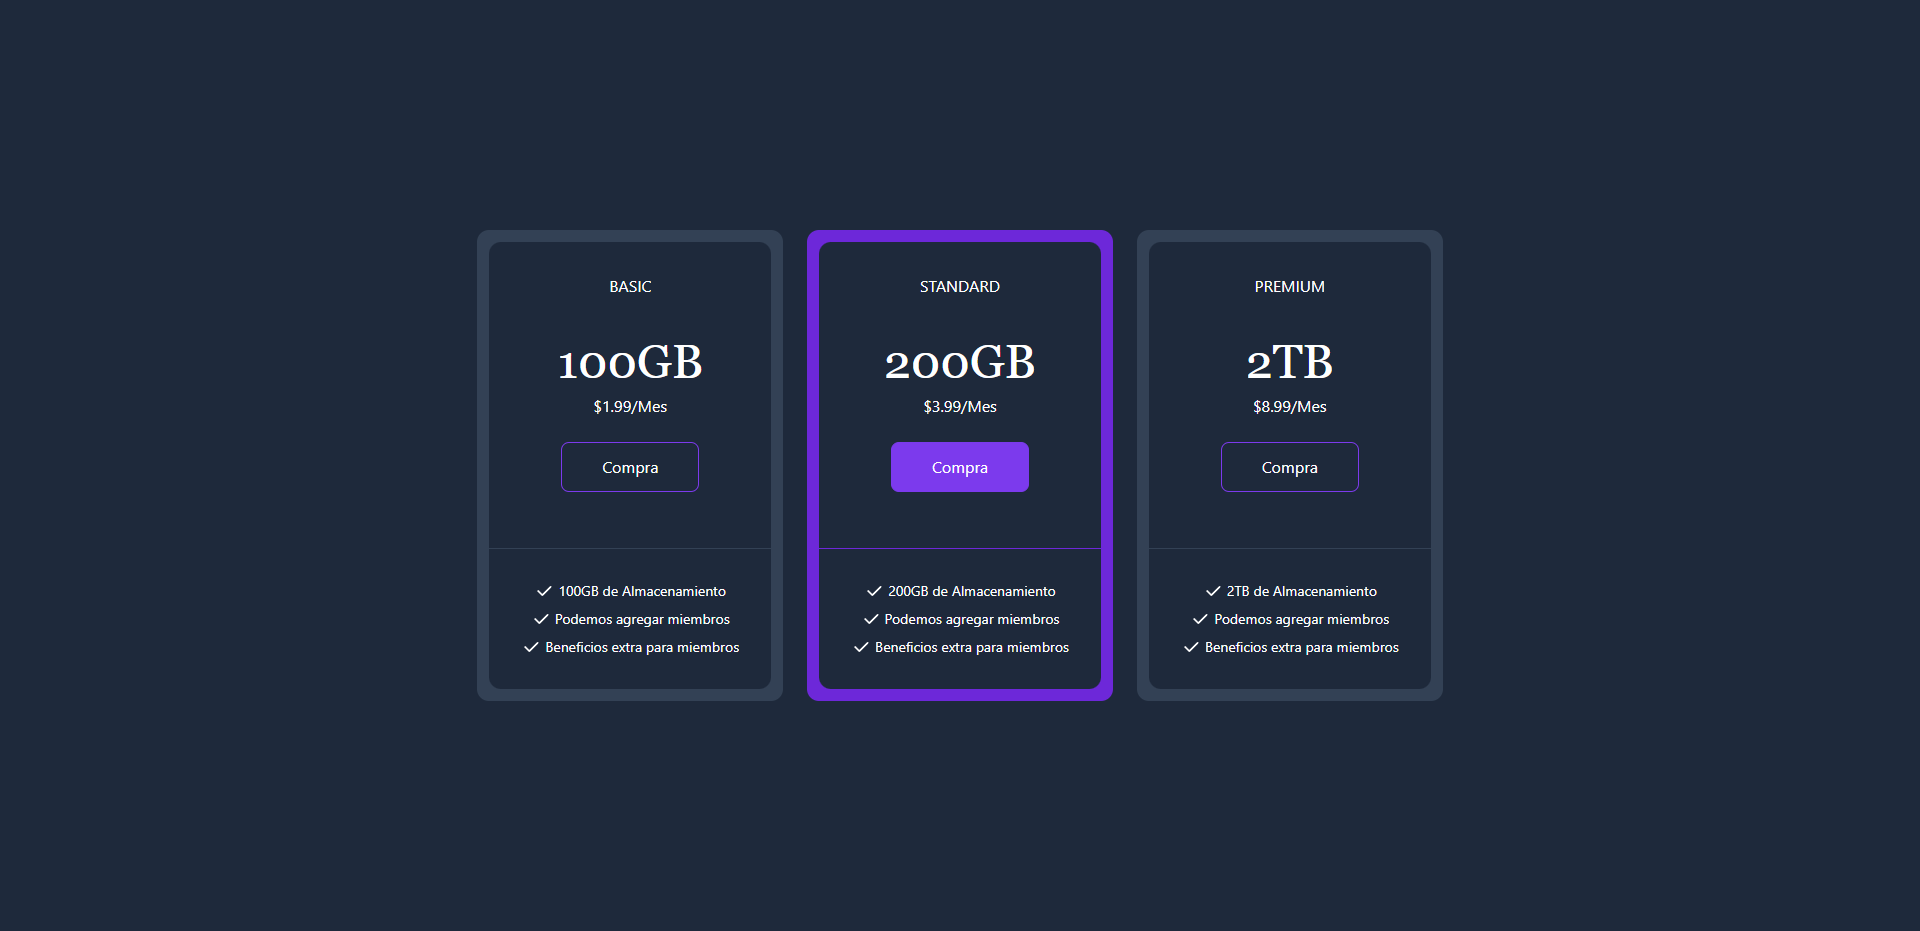 BASIC
100GB
$1.99/Mes
Compra
100GB de Almacenamiento
Podemos agregar miembros
Beneficios extra para miembros
STANDARD
200GB
$3.99/Mes
Compra
200GB de Almacenamiento
Podemos agregar miembros
Beneficios extra para miembros
PREMIUM
2TB
$8.99/Mes
Compra
2TB de Almacenamiento
Podemos agregar miembros
Beneficios extra para miembros